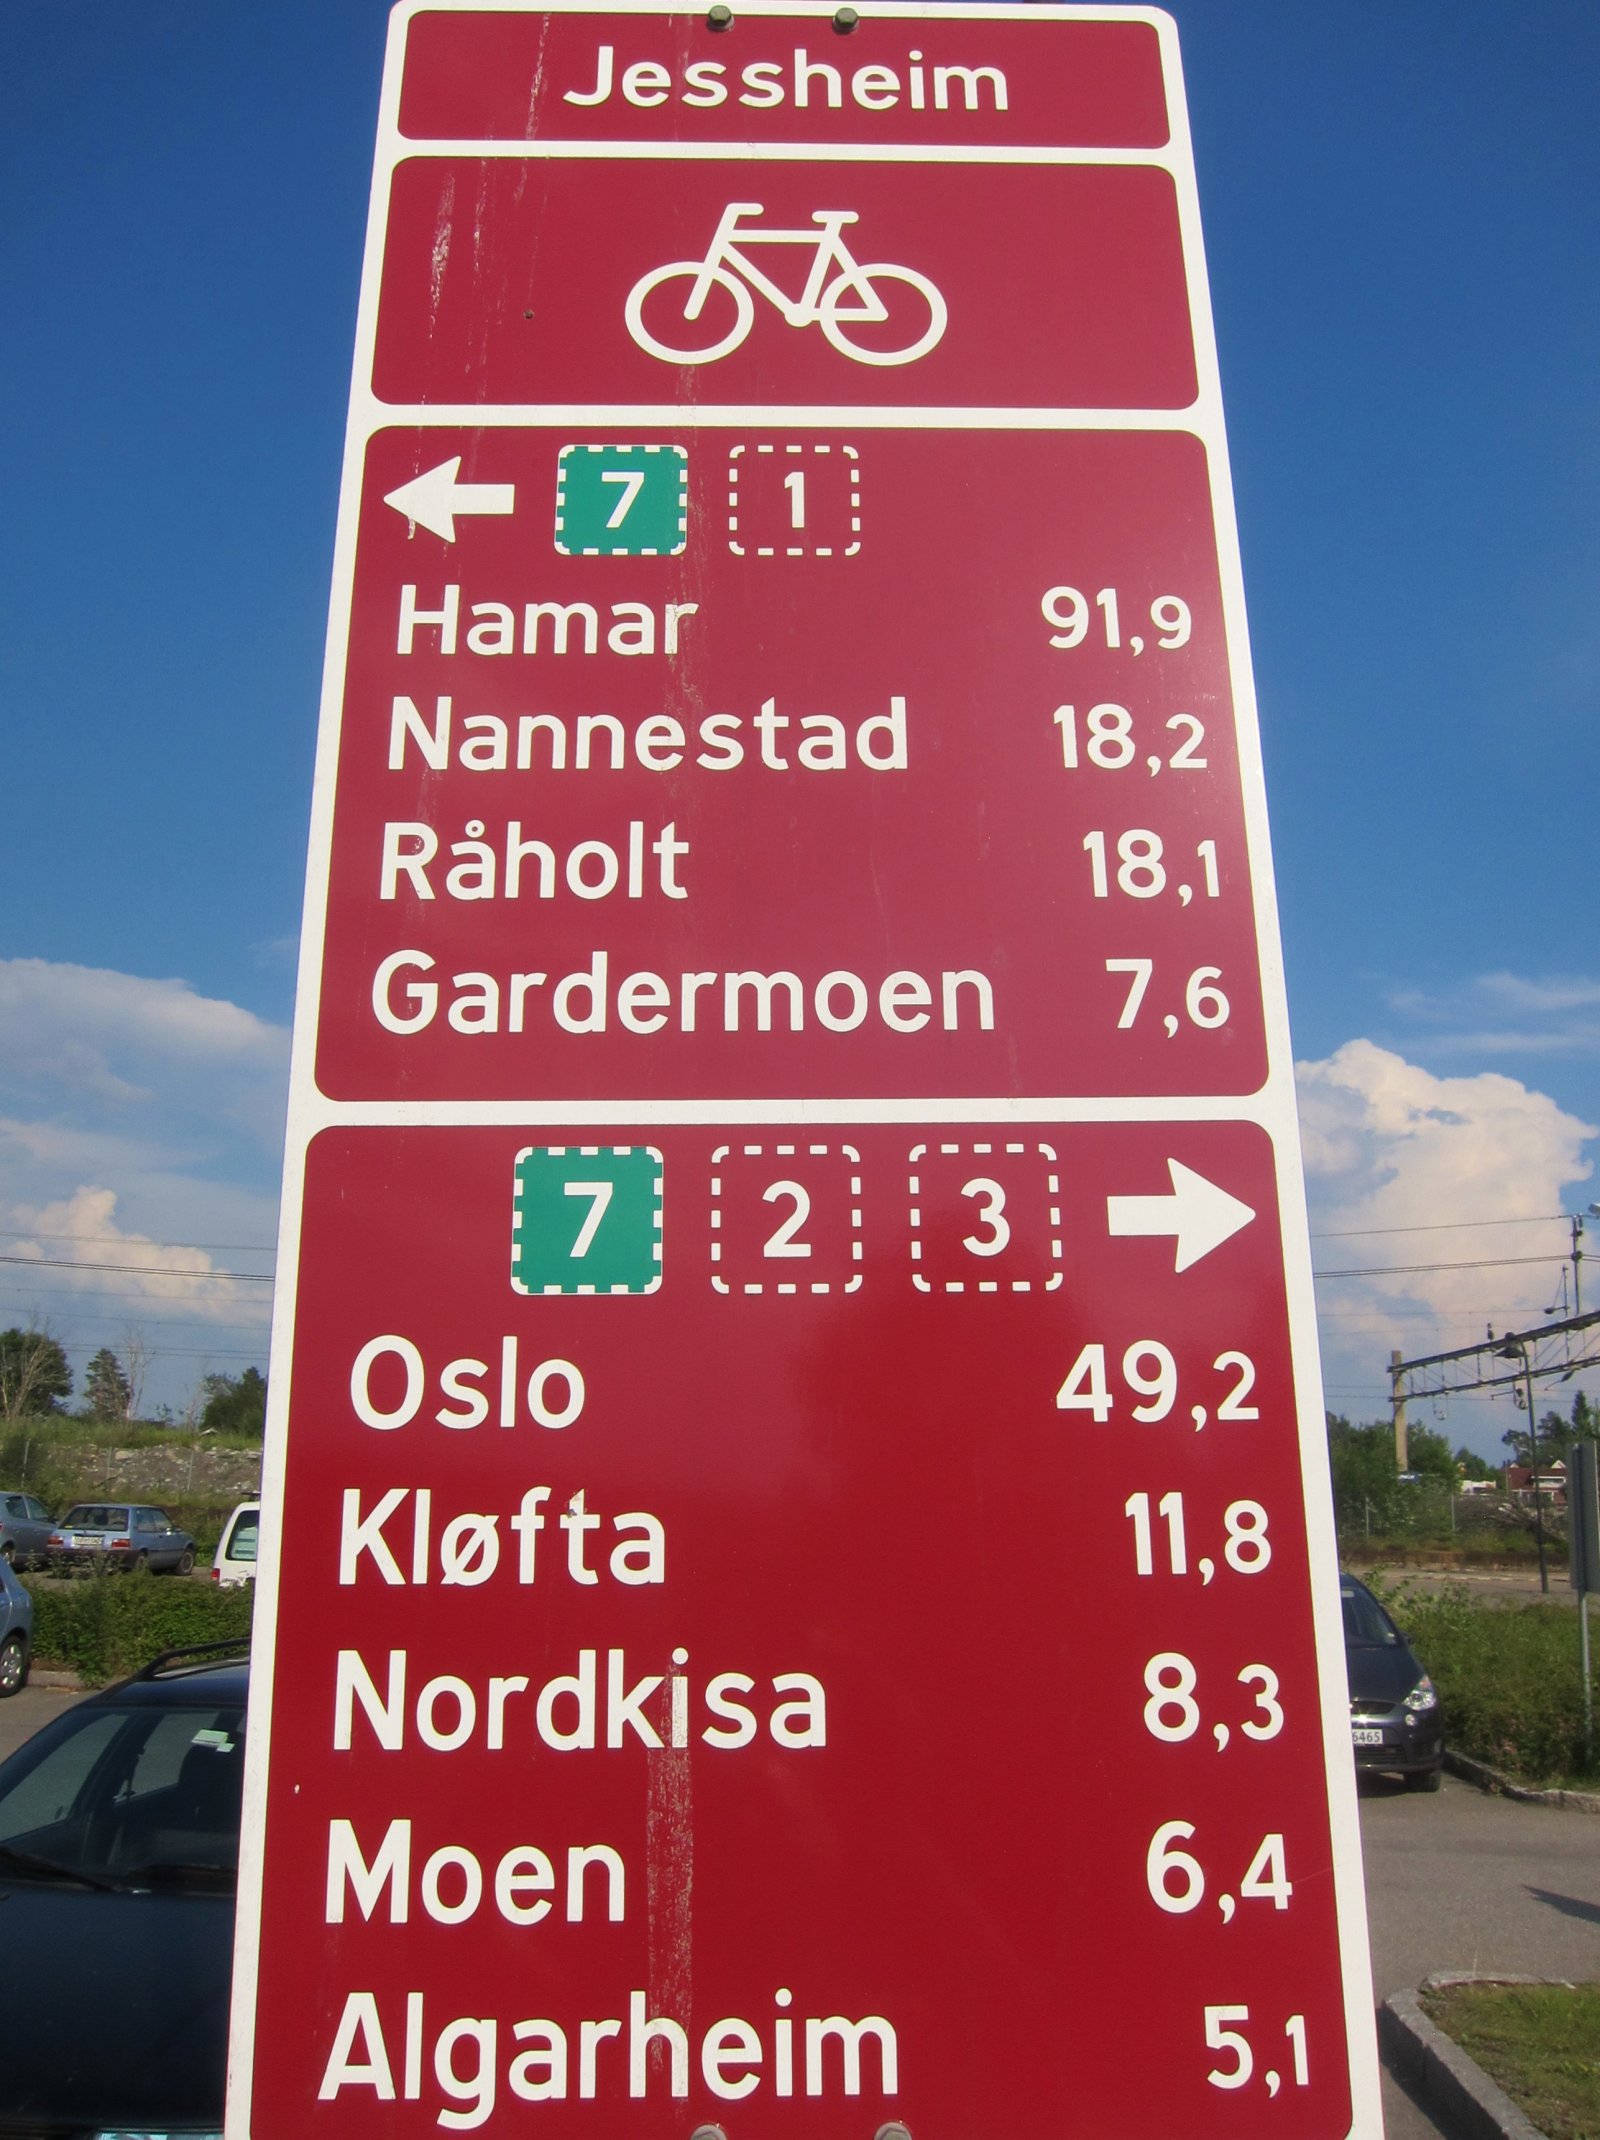 Jessheim
7 1
Hamar 91,9
Nannestad 18,2
Råholt 18,1
Gardermoen 7,6
7 2 3
Oslo 49,2
Kløfta 11,8
Nordkisa 8,3
Moen 6,4
Algarheim 5,1
6465